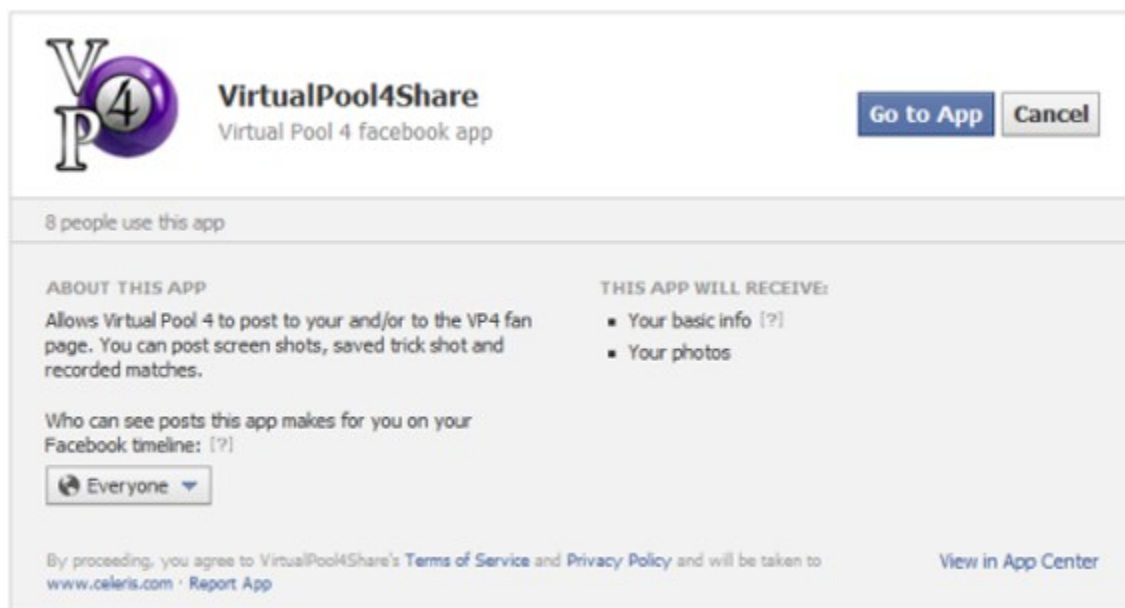 V
4
P
VirtualPool4Share
Virtual Pool 4 facebook app
Go to App
Cancel
8 people use this app
ABOUT THIS APP
Allows Virtual Pool 4 to post to your and/or to the VP4 fan
page. You can post screen shots, saved trick shot and
recorded matches.
Who can see posts this app makes for you on your
Facebook timeline: [?]
Everyone
THIS APP WILL RECEIVE:
▪ Your basic info [?]
▪ Your photos
By proceeding, you agree to VirtualPool4Share's Terms of Service and Privacy Policy and will be taken to
www.celeris.com · Report App
View in App Center